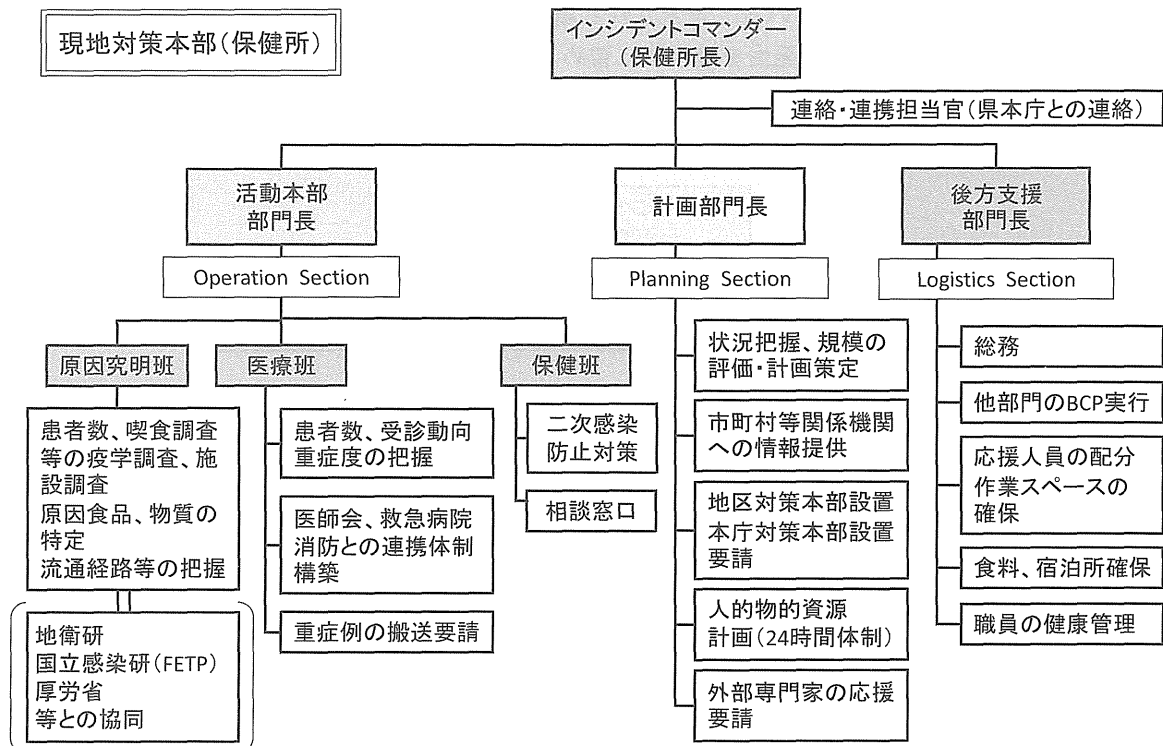 現地対策本部(保健所)
インシデントコマンダー
(保健所長)
連絡・連携担当官(県本庁との連絡)
活動本部
部門長
計画部門長
後方支援
部門長
Operation Section
Planning Section
Logistics Section
原因究明班
医療班
保健班
患者数、喫食調査
等の疫学調査、施
設調査
原因食品、物質の
特定
流通経路等の把握
地衛研
国立感染研(FETP)
厚労省
等との協同
患者数、受診動向
重症度の把握
医師会、救急病院
消防との連携体制
構築
重症例の搬送要請
二次感染
防止対策
相談窓口
状況把握、規模の
評価・計画策定
市町村等関係機関
への情報提供
地区対策本部設置
本庁対策本部設置
要請
人的物的資源
計画(24時間体制)
外部専門家の応援
要請
総務
他部門のBCP実行
応援人員の配分
作業スペースの
確保
食料、宿泊所確保
職員の健康管理